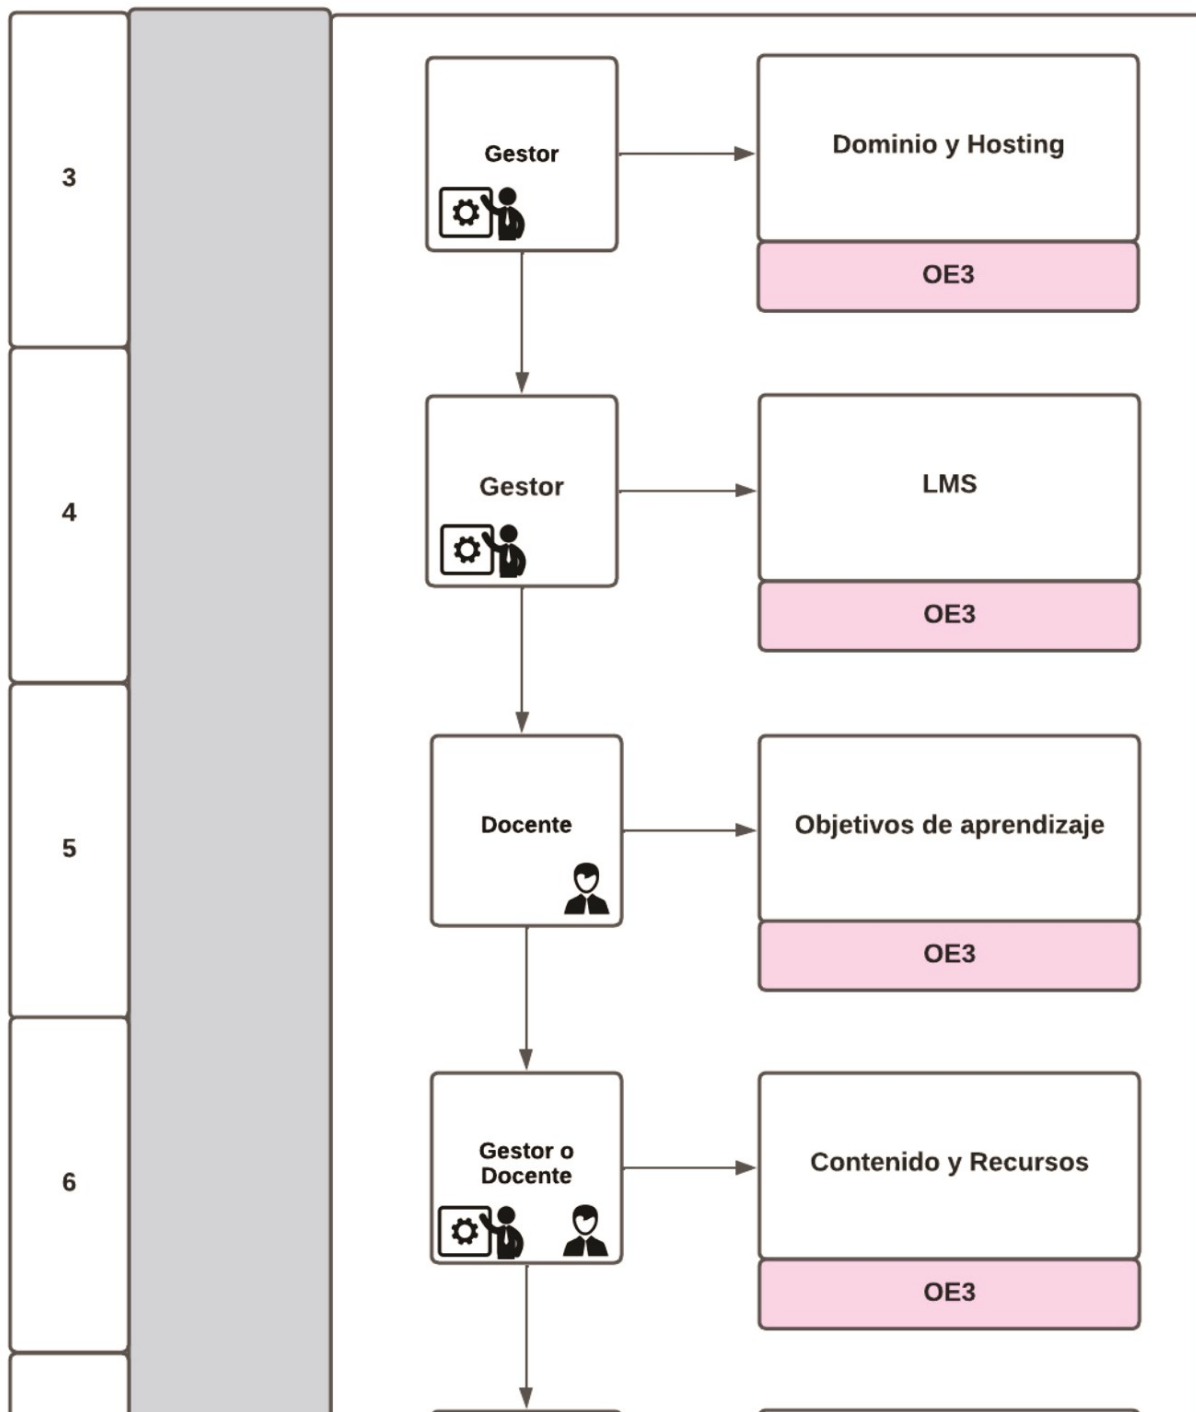 3
Gestor
Dominio y Hosting
OE3
4
Gestor
LMS
OE3
5
Docente
Objetivos de aprendizaje
OE3
6
Gestor o
Docente
Contenido y Recursos
OE3